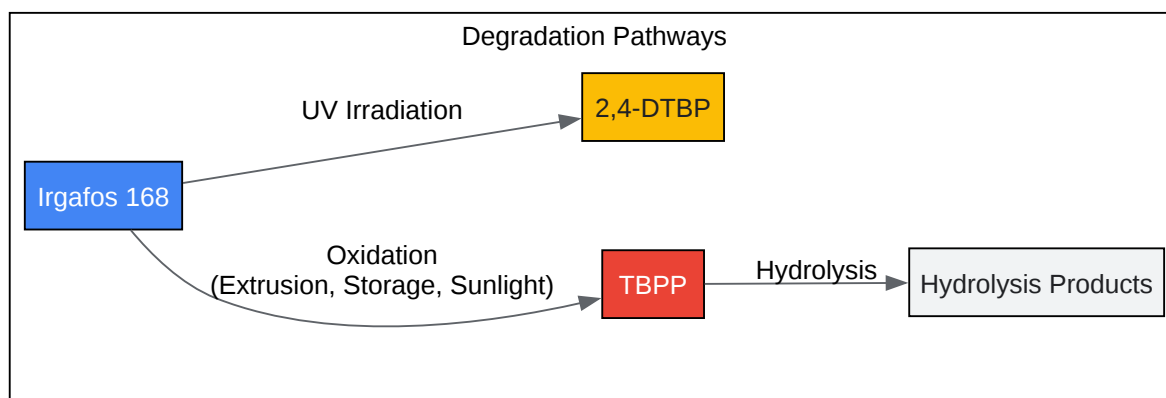 Degradation Pathways
UV Irradiation
2,4-DTBP
Irgafos 168
Oxidation
(Extrusion, Storage, Sunlight)
TBPP
Hydrolysis
Hydrolysis Products